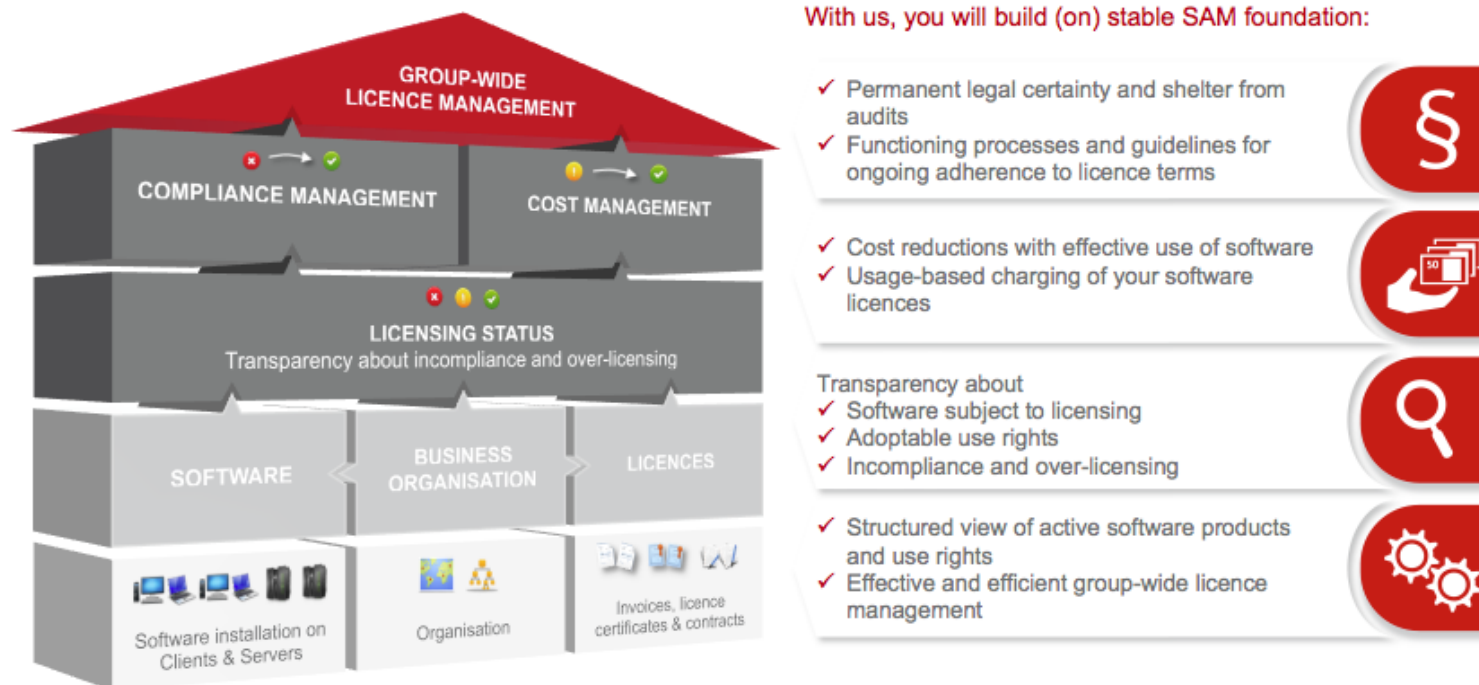 GROUP-WIDE
LICENCE MANAGEMENT
COMPLIANCE MANAGEMENT
COST MANAGEMENT
LICENSING STATUS
Transparency about incompliance and over-licensing
SOFTWARE
BUSINESS
ORGANISATION
LICENCES
Software installation on
Clients & Servers
Organisation
Invoices, licence
certificates & contracts
With us, you will build (on) stable SAM foundation:
✓ Permanent legal certainty and shelter from
audits
✓ Functioning processes and guidelines for
ongoing adherence to licence terms
§
✓ Cost reductions with effective use of software
✓ Usage-based charging of your software
licences
50
Transparency about
✓ Software subject to licensing
✓ Adoptable use rights
✓ Incompliance and over-licensing
✓ Structured view of active software products
and use rights
✓ Effective and efficient group-wide licence
management